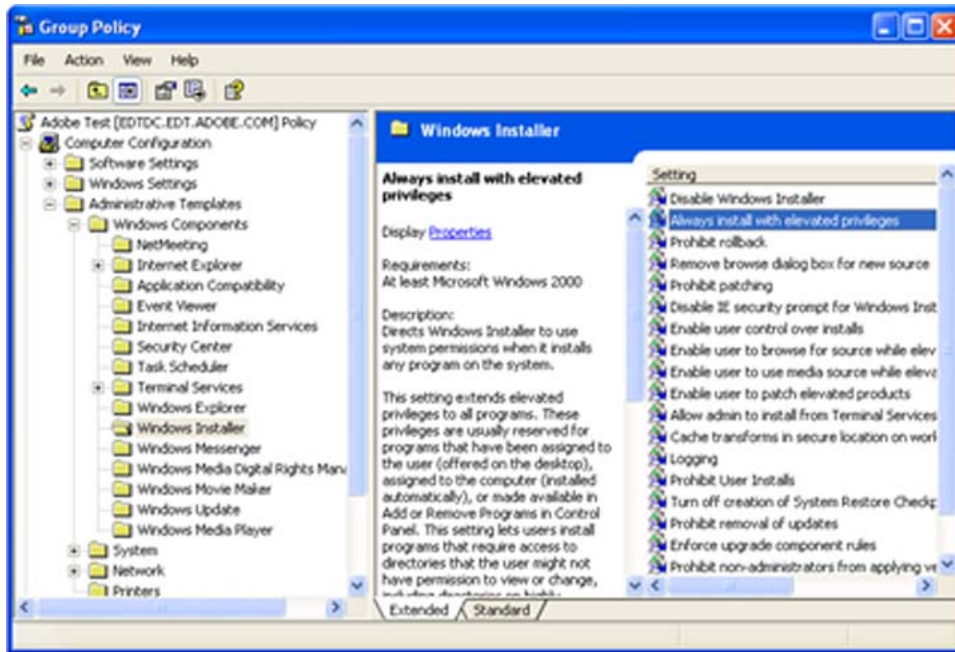 Group Policy
File Action View Help
Adobe Test [EDTDC.EDT.ADOBE.COM] Policy
Computer Configuration
Software Settings
Windows Settings
Administrative Templates
Windows Components
NetMeeting
Internet Explorer
Application Compatibility
Event Viewer
Internet Information Services
Security Center
Task Scheduler
Terminal Services
Windows Explorer
Windows Installer
Windows Messenger
Windows Media Digital Rights Man
Windows Movie Maker
Windows Update
Windows Media Player
System
Network
Printers
Windows Installer
Always install with elevated
privileges
Display Properties
Requirements:
At least Microsoft Windows 2000
Description:
Directs Windows Installer to use
system permissions when it installs
any program on the system.
This setting extends elevated
privileges to all programs. These
privileges are usually reserved for
programs that have been assigned to
the user (offered on the desktop),
assigned to the computer (installed
automatically), or made available in
Add or Remove Programs in Control
Panel. This setting lets users install
programs that require access to
directories that the user might not
have permission to view or change,
including directories on highly
Setting
Disable Windows Installer
Always install with elevated privileges
Prohibit rollback
Remove browse dialog box for new source
Prohibit patching
Disable IE security prompt for Windows Inst
Enable user control over installs
Enable user to browse for source while elev
Enable user to use media source while eleva
Enable user to patch elevated products
Allow admin to install from Terminal Services
Cache transforms in secure location on work
Logging
Prohibit User Installs
Turn off creation of System Restore Checkp
Prohibit removal of updates
Enforce upgrade component rules
Prohibit non-administrators from applying ve
Extended Standard